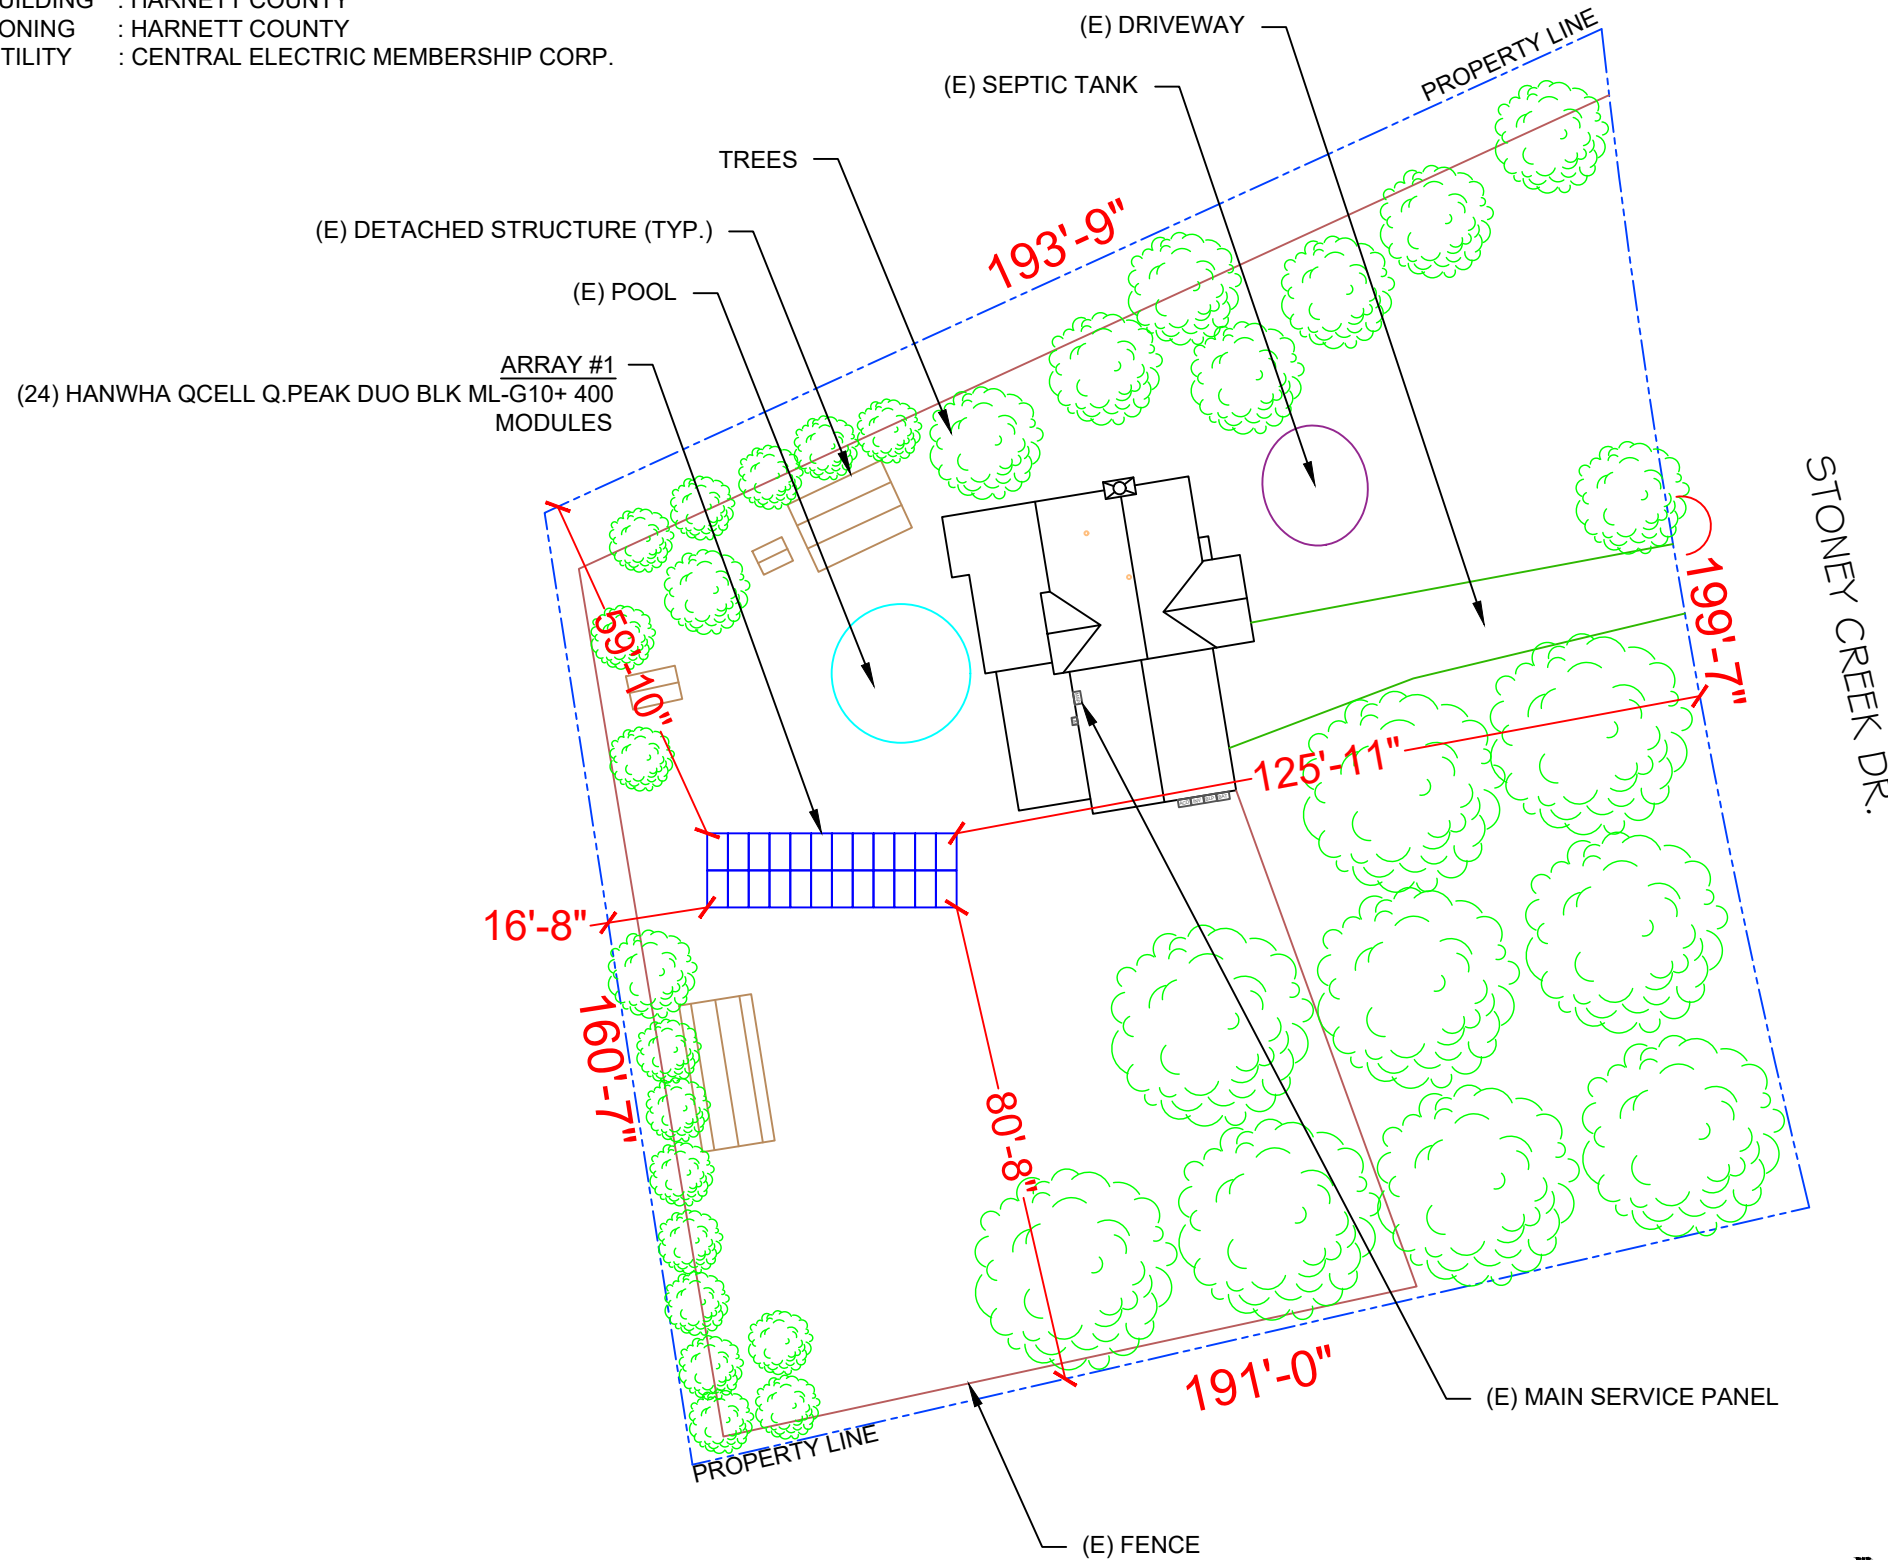 UILDING : HARNETT COUNTY
ONING : HARNETT COUNTY
TILITY : CENTRAL ELECTRIC MEMBERSHIP CORP.
(E) DRIVEWAY
PROPERTY LINE
(E) SEPTIC TANK
TREES
193'-9"
(E) DETACHED STRUCTURE (TYP.)
(E) POOL
ARRAY #1
(24) HANWHA QCELL Q.PEAK DUO BLK ML-G10+ 400
MODULES
STONEY CREEK DR.
199'-7"
59'-10"
125'-11"
16'-8"
160'-7"
80'-8"
191'-0"
(E) MAIN SERVICE PANEL
PROPERTY LINE
(E) FENCE